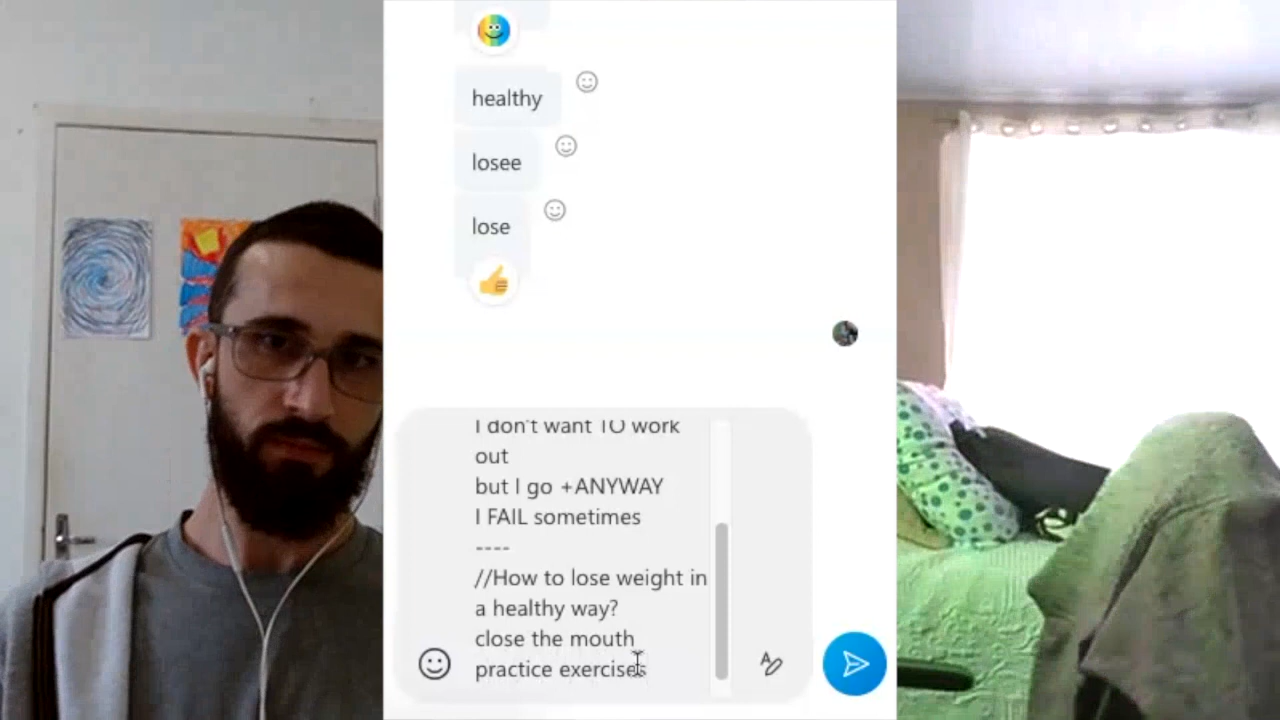 healthy
losee
lose
I don't want TO work
out
but I go +ANYWAY
I FAIL sometimes
----
//How to lose weight in
a healthy way?
close the mouth
practice exercises